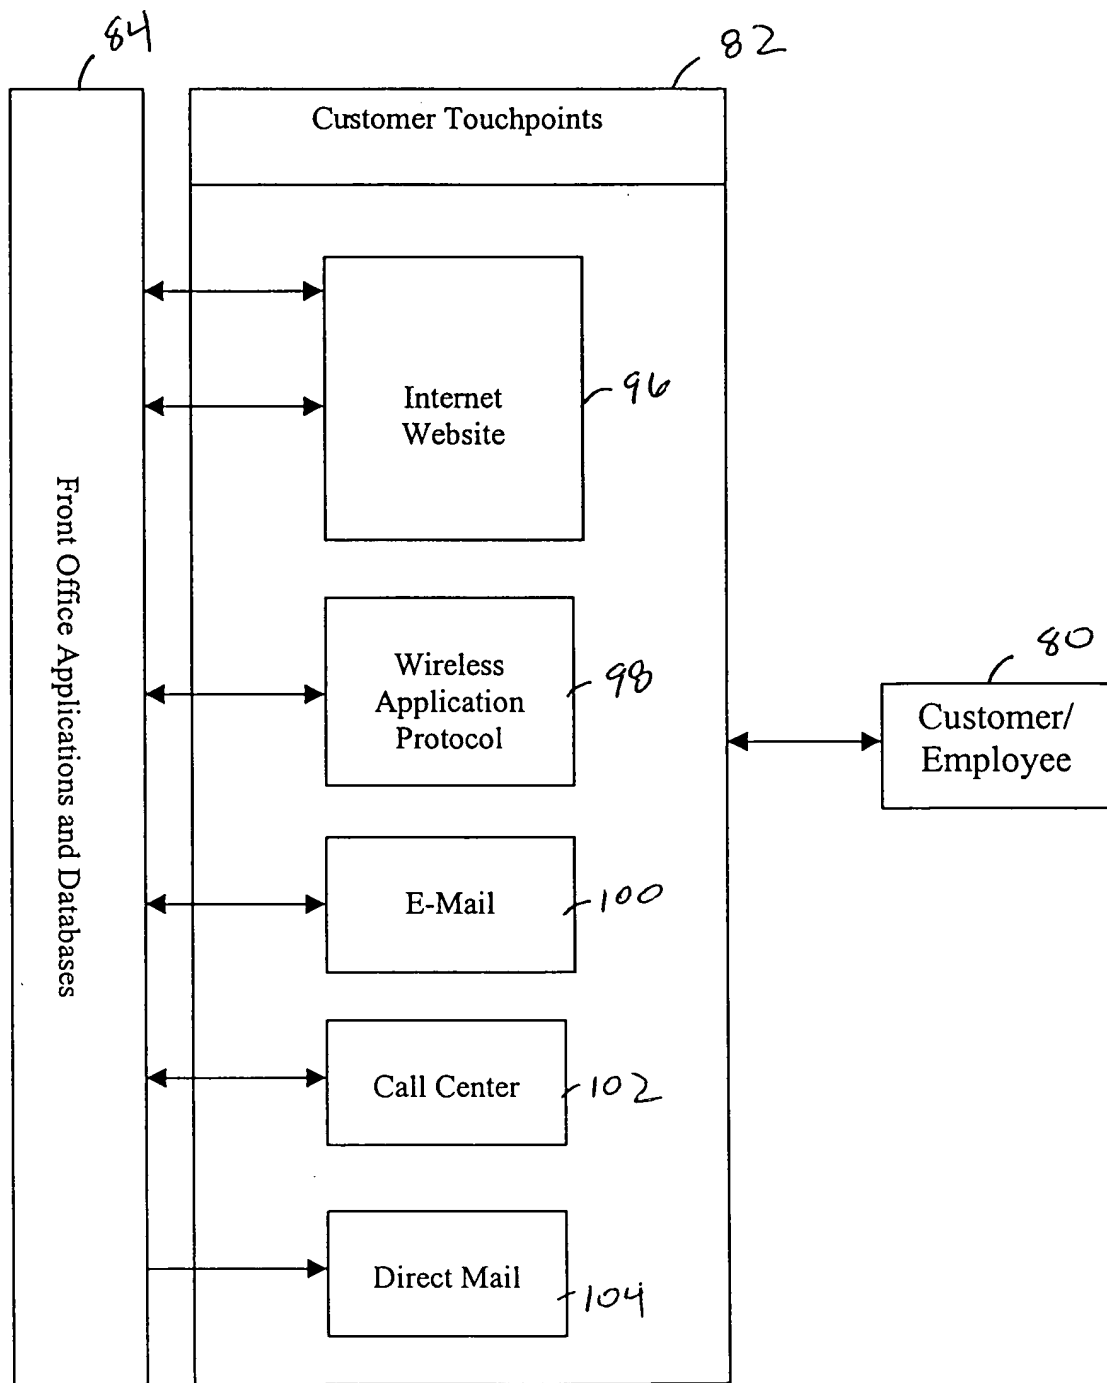 84
82
Customer Touchpoints
Internet
Website
96
Front Office Applications and Databases
Wireless
Application
Protocol
98
80
Customer/
Employee
E-Mail
100
Call Center
102
Direct Mail
104